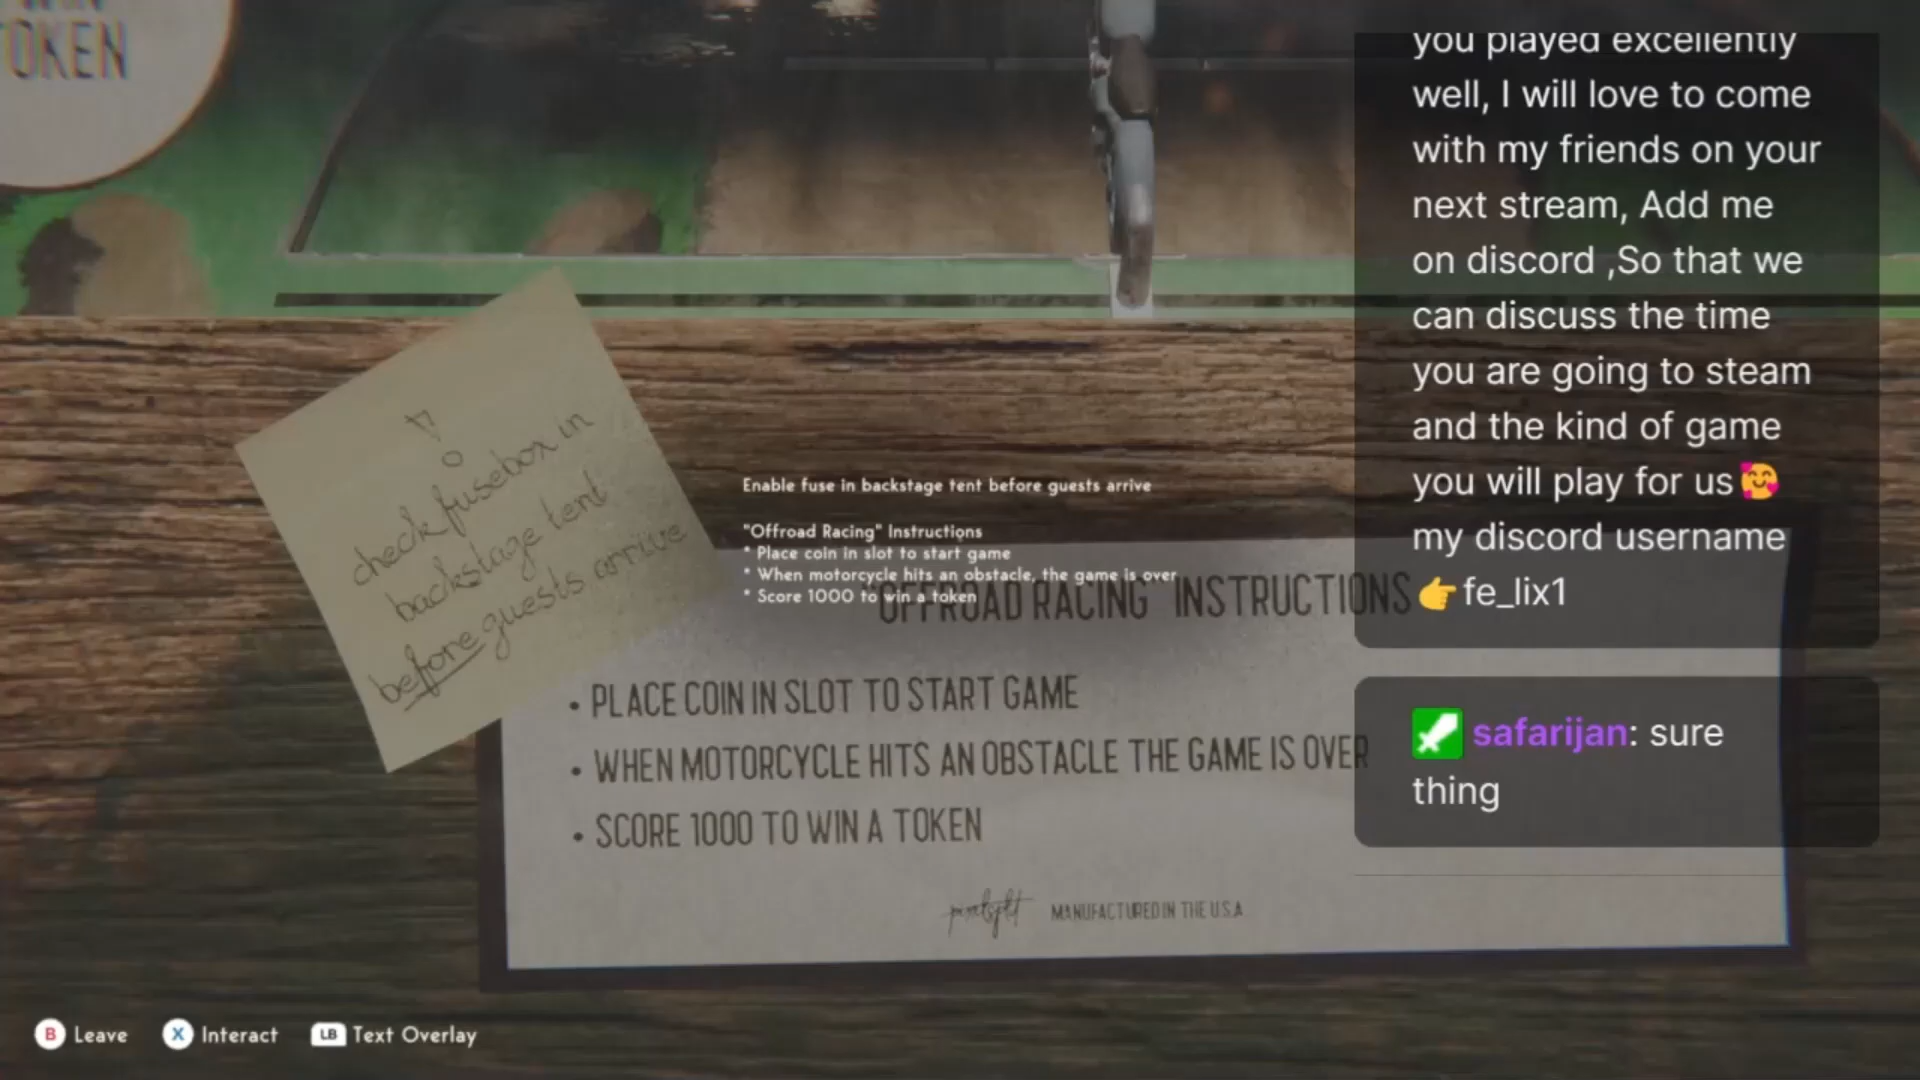 WIN
TOKEN
you played excellently
well, I will love to come
with my friends on your
next stream, Add me
on discord ,So that we
can discuss the time
you are going to steam
and the kind of game
you will play for us🥰
my discord username
👉fe_lix1
safarijan: sure
thing
!
check fusebox in
backstage tent
before guests arrive
Enable fuse in backstage tent before guests arrive
"Offroad Racing" Instructions
* Place coin in slot to start game
* When motorcycle hits an obstacle, the game is over
* Score 1000 to win a token
"OFFROAD RACING" INSTRUCTIONS
• PLACE COIN IN SLOT TO START GAME
• WHEN MOTORCYCLE HITS AN OBSTACLE THE GAME IS OVER
• SCORE 1000 TO WIN A TOKEN
pixelsplit MANUFACTURED IN THE U.S.A
B Leave X Interact LB Text Overlay